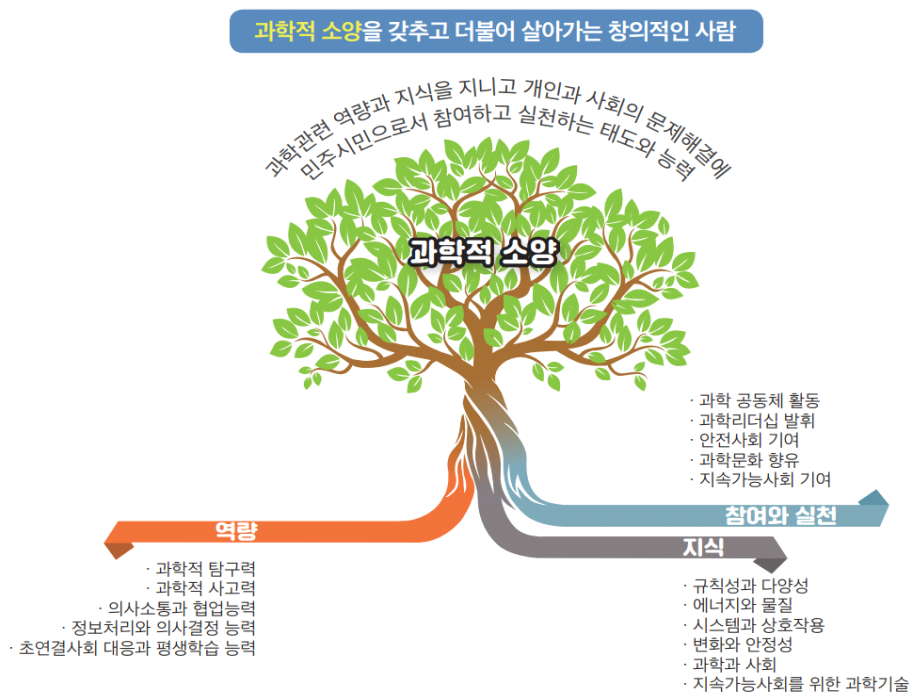 과학적 소양을 갖추고 더불어 살아가는 창의적인 사람
과학관련 역량과 지식을 지니고 개인과 사회의 문제해결에
민주시민으로서 참여하고 실천하는 태도와 능력
과학적 소양
· 과학 공동체 활동
· 과학리더십 발휘
· 안전사회 기여
· 과학문화 향유
· 지속가능사회 기여
참여와 실천
역량
지식
· 과학적 탐구력
· 과학적 사고력
· 의사소통과 협업능력
· 정보처리와 의사결정 능력
· 초연결사회 대응과 평생학습 능력
· 규칙성과 다양성
· 에너지와 물질
· 시스템과 상호작용
· 변화와 안정성
· 과학과 사회
· 지속가능사회를 위한 과학기술